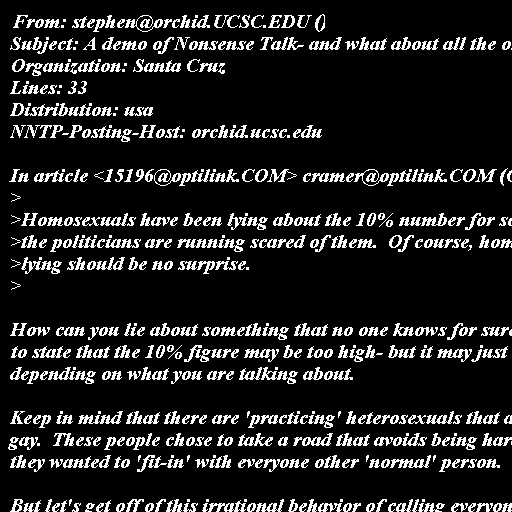 From: stephen@orchid.UCSC.EDU ()
Subject: A demo of Nonsense Talk- and what about all the
Organization: Santa Cruz
Lines: 33
Distribution: usa
NNTP-Posting-Host: orchid.ucsc.edu
In article <15196@optilink.COM> cramer@optilink.COM
>
>Homosexuals have been lying about the 10% number for
>the politicians are running scared of them.  Of course,
>lying should be no surprise.
>
How can you lie about something that no one knows for
to state that the 10% figure may be too high- but it may just
depending on what you are talking about.
Keep in mind that there are 'practicing' heterosexuals that
gay.  These people chose to take a road that avoids being
they wanted to 'fit-in' with everyone other 'normal' person.
But let's get off of this irrational behavior of calling